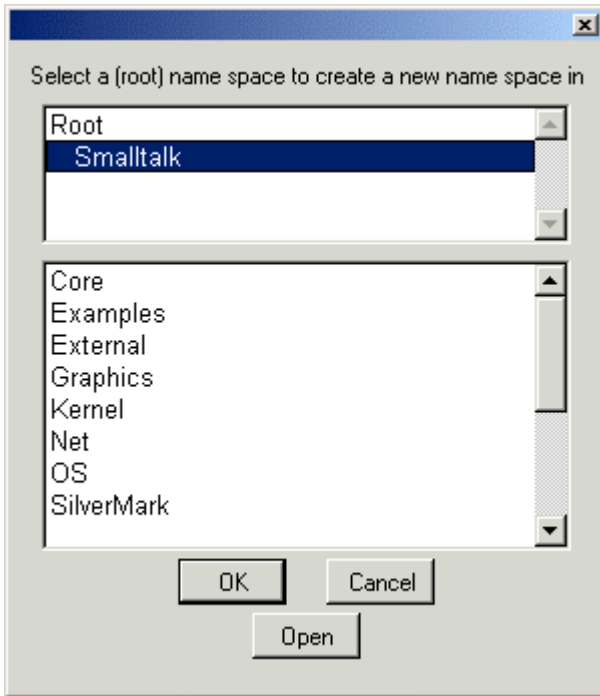 Select a (root) name space to create a new name space in
Root
Smalltalk
Core
Examples
External
Graphics
Kernel
Net
OS
SilverMark
OK
Cancel
Open